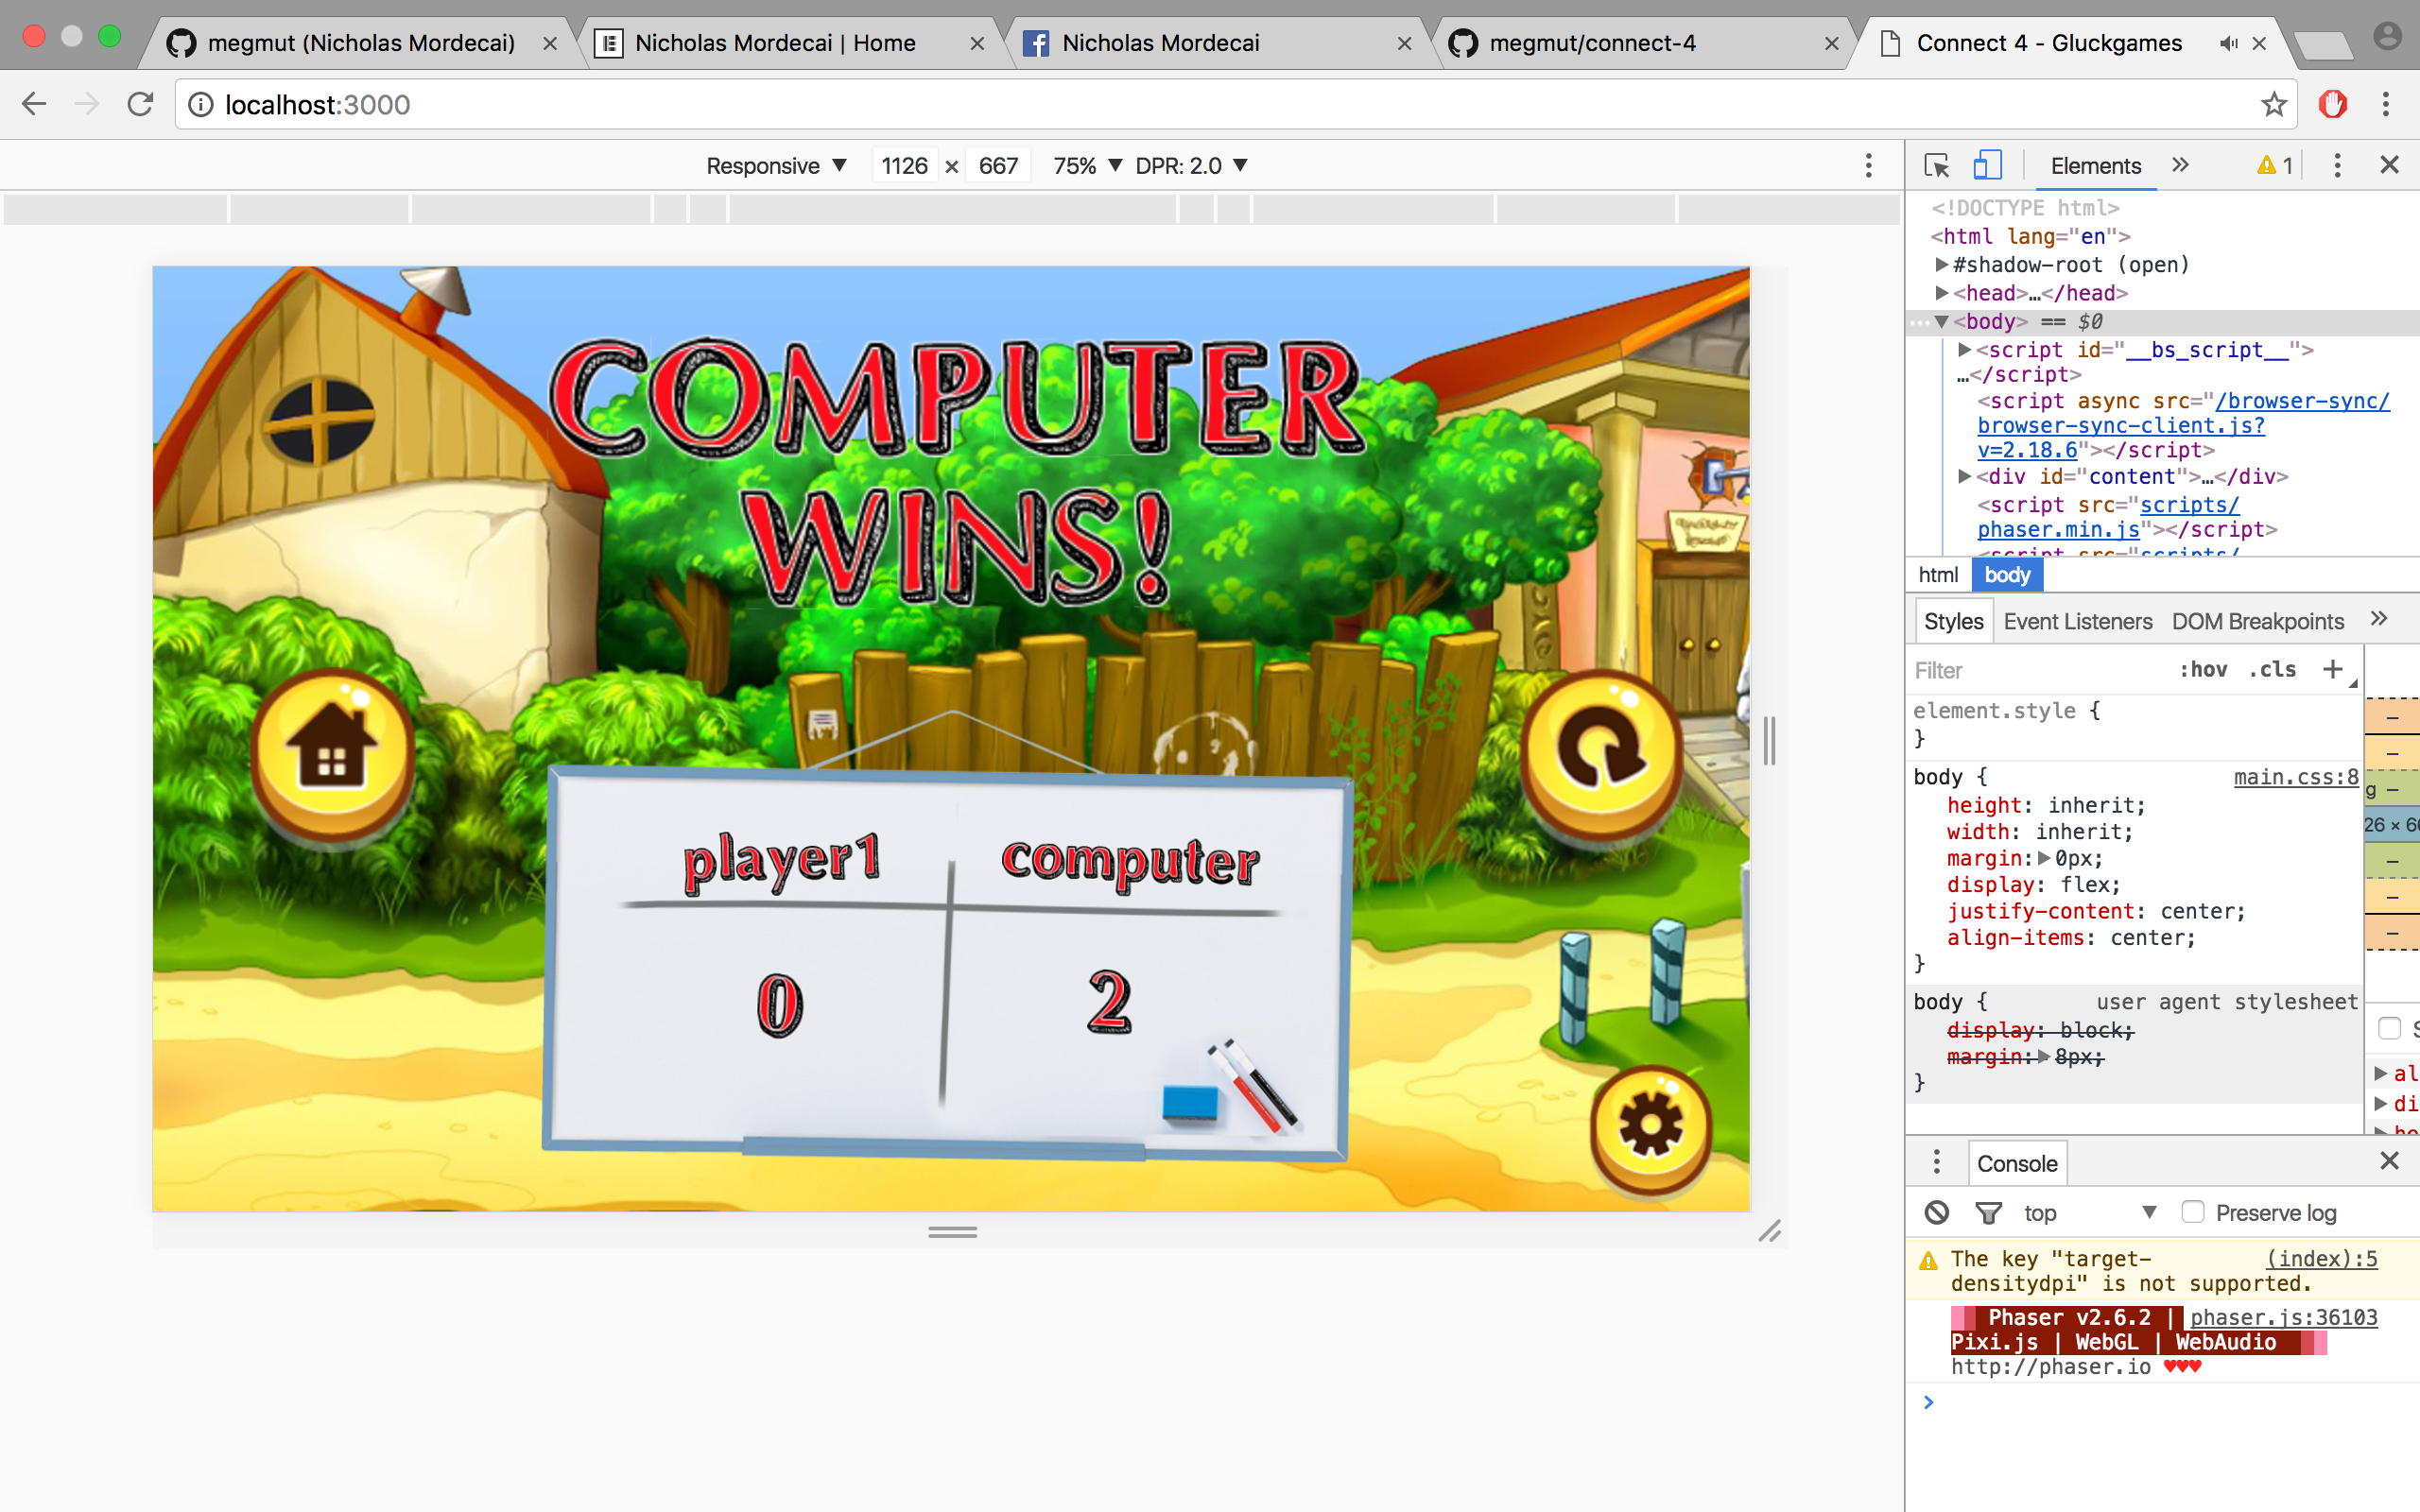 megmut (Nicholas Mordecai)
Nicholas Mordecai | Home
Nicholas Mordecai
megmut/connect-4
Connect 4 - Gluckgames
localhost:3000
Responsive ▼ 1126 × 667 75% ▼ DPR: 2.0 ▼
COMPUTER
WINS!
player1 computer
0 2
Elements » 1
<!DOCTYPE html>
<html lang="en">
▶#shadow-root (open)
▶<head>…</head>
…▼<body> == $0
▶<script id="__bs_script__">
…</script>
<script async src="/browser-sync/
browser-sync-client.js?
v=2.18.6"></script>
▶<div id="content">…</div>
<script src="scripts/
phaser.min.js"></script>
<script src="scripts/
html body
Styles Event Listeners DOM Breakpoints »
Filter :hov .cls +
element.style {
}
body { main.css:8
height: inherit;
width: inherit;
margin:▶0px;
display: flex;
justify-content: center;
align-items: center;
}
body { user agent stylesheet
display: block;
margin:▶8px;
}
g –
26 × 6
▶al
▶di
Console
top ▼ Preserve log
The key "target- (index):5
densitydpi" is not supported.
Phaser v2.6.2 | phaser.js:36103
Pixi.js | WebGL | WebAudio
http://phaser.io ♥♥♥
>